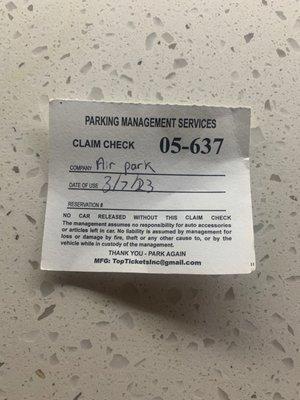 PARKING MANAGEMENT SERVICES
CLAIM CHECK 05-637
COMPANY Air park
DATE OF USE 3/7/23
RESERVATION #
NO CAR RELEASED WITHOUT THIS CLAIM CHECK
The management assumes no responsibility for auto accessories
or articles left in car. No liability is assumed by management for
loss or damage by fire, theft or any other cause to, or by the
vehicle while in custody of the management.
THANK YOU - PARK AGAIN
MFG: TopTicketsInc@gmail.com